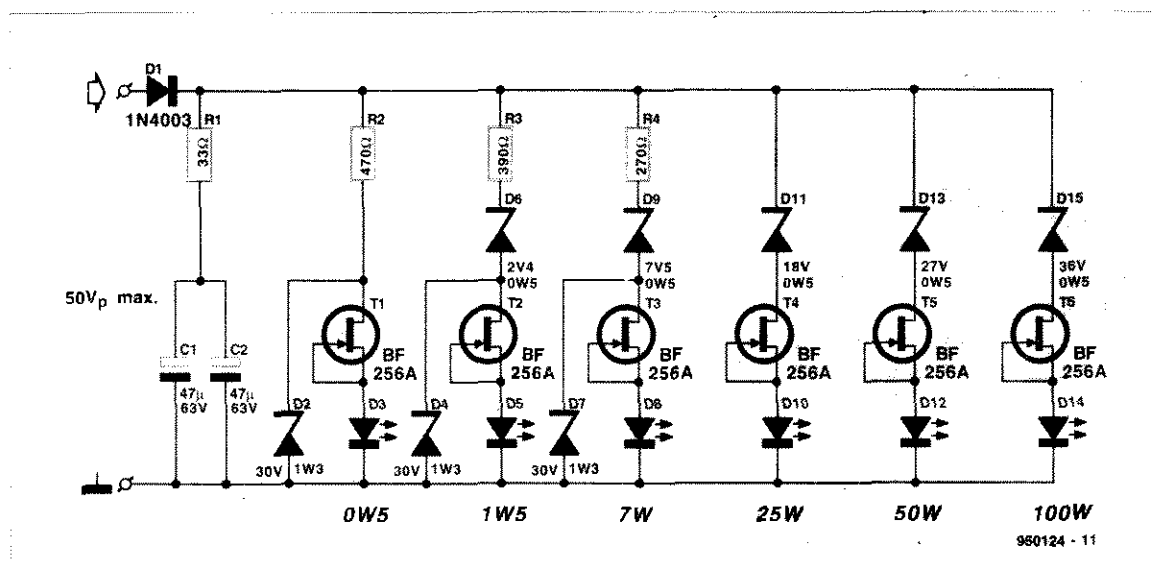 D1
1N4003
R1
33Ω
R2
470Ω
R3
390Ω
R4
270Ω
D6
2V4
0W5
D9
7V5
0W5
D11
18V
0W5
D13
27V
0W5
D15
36V
0W5
50Vp max.
T1
BF
256A
T2
BF
256A
T3
BF
256A
T4
BF
256A
T5
BF
256A
T6
BF
256A
C1
47µ
63V
C2
47µ
63V
D2
30V 1W3
D3
D4
30V 1W3
D5
D7
30V 1W3
D8
D10
D12
D14
0W5 1W5 7W 25W 50W 100W
960124 - 11